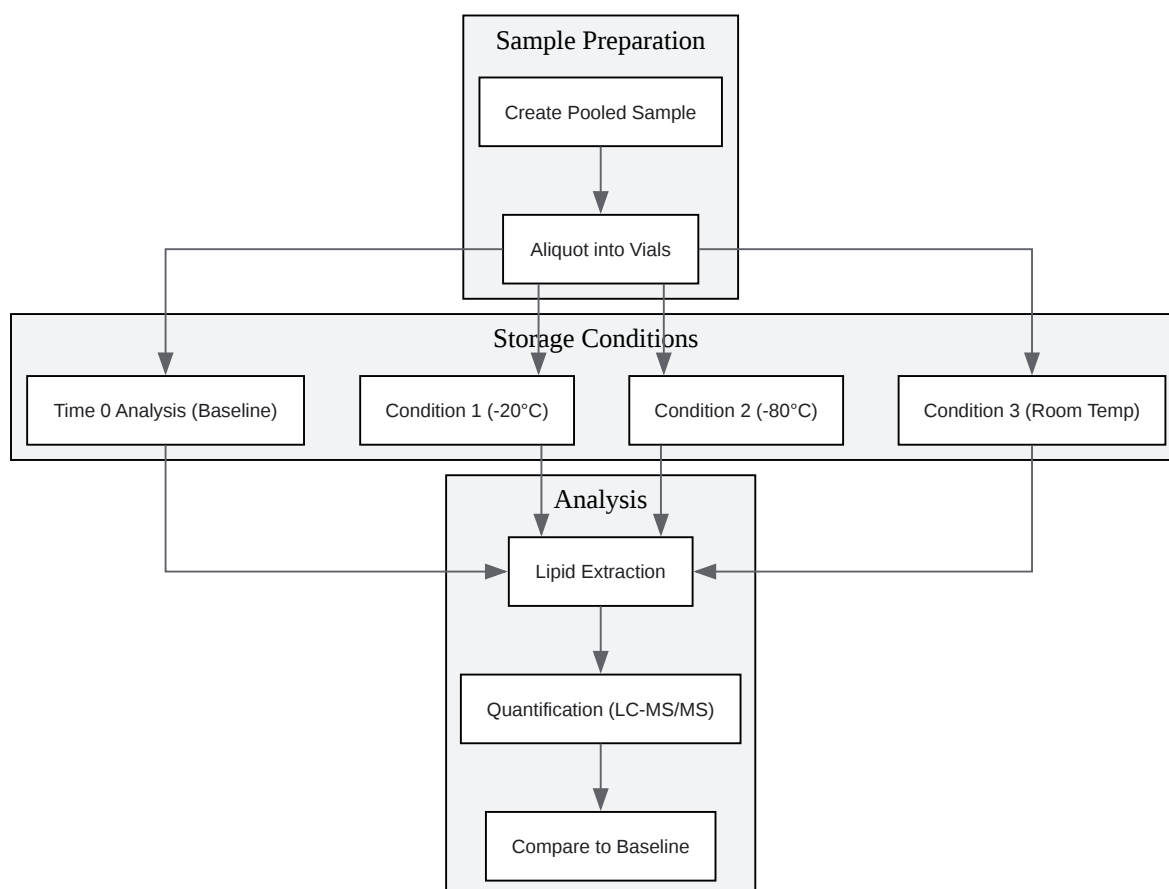 Sample Preparation
Create Pooled Sample
Aliquot into Vials
Storage Conditions
Time 0 Analysis (Baseline)
Condition 1 (-20°C)
Condition 2 (-80°C)
Condition 3 (Room Temp)
Analysis
Lipid Extraction
Quantification (LC-MS/MS)
Compare to Baseline